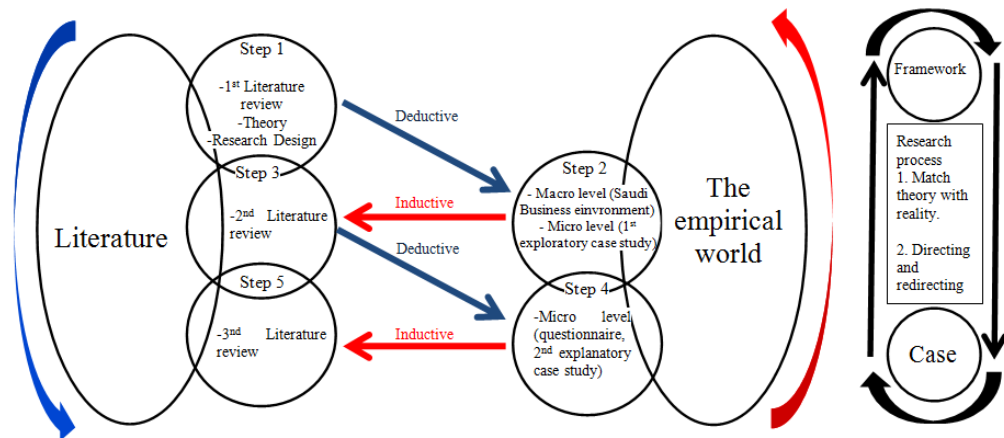 Literature
Step 1
-1st Literature
review
-Theory
-Research Design
Step 3
-2nd Literature
review
Step 5
-3nd Literature
review
Deductive
Inductive
Deductive
Inductive
Step 2
- Macro level (Saudi
Business einvronment)
- Micro level (1st
exploratory case study)
Step 4
-Micro level
(questionnaire,
2nd explanatory
case study)
The
empirical
world
Framework
Research
process
1. Match
theory with
reality.
2. Directing
and
redirecting
Case